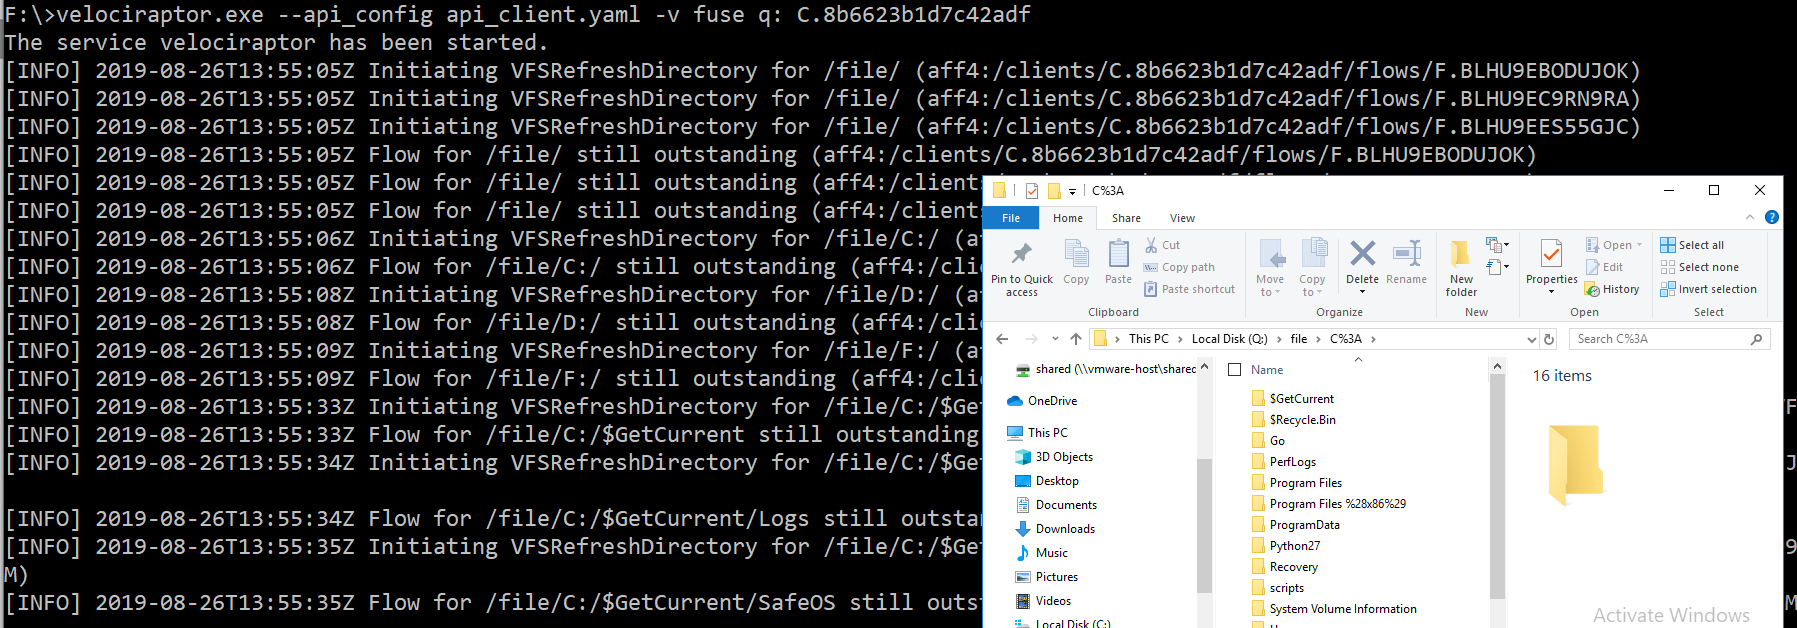 F:\>velociraptor.exe --api_config api_client.yaml -v fuse q: C.8b6623b1d7c42adf
The service velociraptor has been started.
[INFO] 2019-08-26T13:55:05Z Initiating VFSRefreshDirectory for /file/ (aff4:/clients/C.8b6623b1d7c42adf/flows/F.BLHU9EBODUJOK)
[INFO] 2019-08-26T13:55:05Z Initiating VFSRefreshDirectory for /file/ (aff4:/clients/C.8b6623b1d7c42adf/flows/F.BLHU9EC9RN9RA)
[INFO] 2019-08-26T13:55:05Z Initiating VFSRefreshDirectory for /file/ (aff4:/clients/C.8b6623b1d7c42adf/flows/F.BLHU9EES55GJC)
[INFO] 2019-08-26T13:55:05Z Flow for /file/ still outstanding (aff4:/clients/C.8b6623b1d7c42adf/flows/F.BLHU9EBODUJOK)
[INFO] 2019-08-26T13:55:05Z Flow for /file/ still outstanding (aff4:/client
[INFO] 2019-08-26T13:55:05Z Flow for /file/ still outstanding (aff4:/client
[INFO] 2019-08-26T13:55:06Z Initiating VFSRefreshDirectory for /file/C:/ (a
[INFO] 2019-08-26T13:55:06Z Flow for /file/C:/ still outstanding (aff4:/cli
[INFO] 2019-08-26T13:55:08Z Initiating VFSRefreshDirectory for /file/D:/ (a
[INFO] 2019-08-26T13:55:08Z Flow for /file/D:/ still outstanding (aff4:/cli
[INFO] 2019-08-26T13:55:09Z Initiating VFSRefreshDirectory for /file/F:/ (a
[INFO] 2019-08-26T13:55:09Z Flow for /file/F:/ still outstanding (aff4:/cli
[INFO] 2019-08-26T13:55:33Z Initiating VFSRefreshDirectory for /file/C:/$Ge
[INFO] 2019-08-26T13:55:33Z Flow for /file/C:/$GetCurrent still outstanding
[INFO] 2019-08-26T13:55:34Z Initiating VFSRefreshDirectory for /file/C:/$Ge
[INFO] 2019-08-26T13:55:34Z Flow for /file/C:/$GetCurrent/Logs still outsta
[INFO] 2019-08-26T13:55:35Z Initiating VFSRefreshDirectory for /file/C:/$Ge
M)
[INFO] 2019-08-26T13:55:35Z Flow for /file/C:/$GetCurrent/SafeOS still outs
C%3A
File Home Share View
Pin to Quick access
Copy
Paste
Cut
Copy path
Paste shortcut
Clipboard
Move to
Copy to
Delete
Rename
Organize
New folder
New
Properties
Open
Edit
History
Open
Select all
Select none
Invert selection
Select
This PC > Local Disk (Q:) > file > C%3A >
Search C%3A
shared (\\vmware-host\shared
OneDrive
This PC
3D Objects
Desktop
Documents
Downloads
Music
Pictures
Videos
Local Disk (C:)
Name
$GetCurrent
$Recycle.Bin
Go
PerfLogs
Program Files
Program Files %28x86%29
ProgramData
Python27
Recovery
scripts
System Volume Information
16 items
Activate Windows